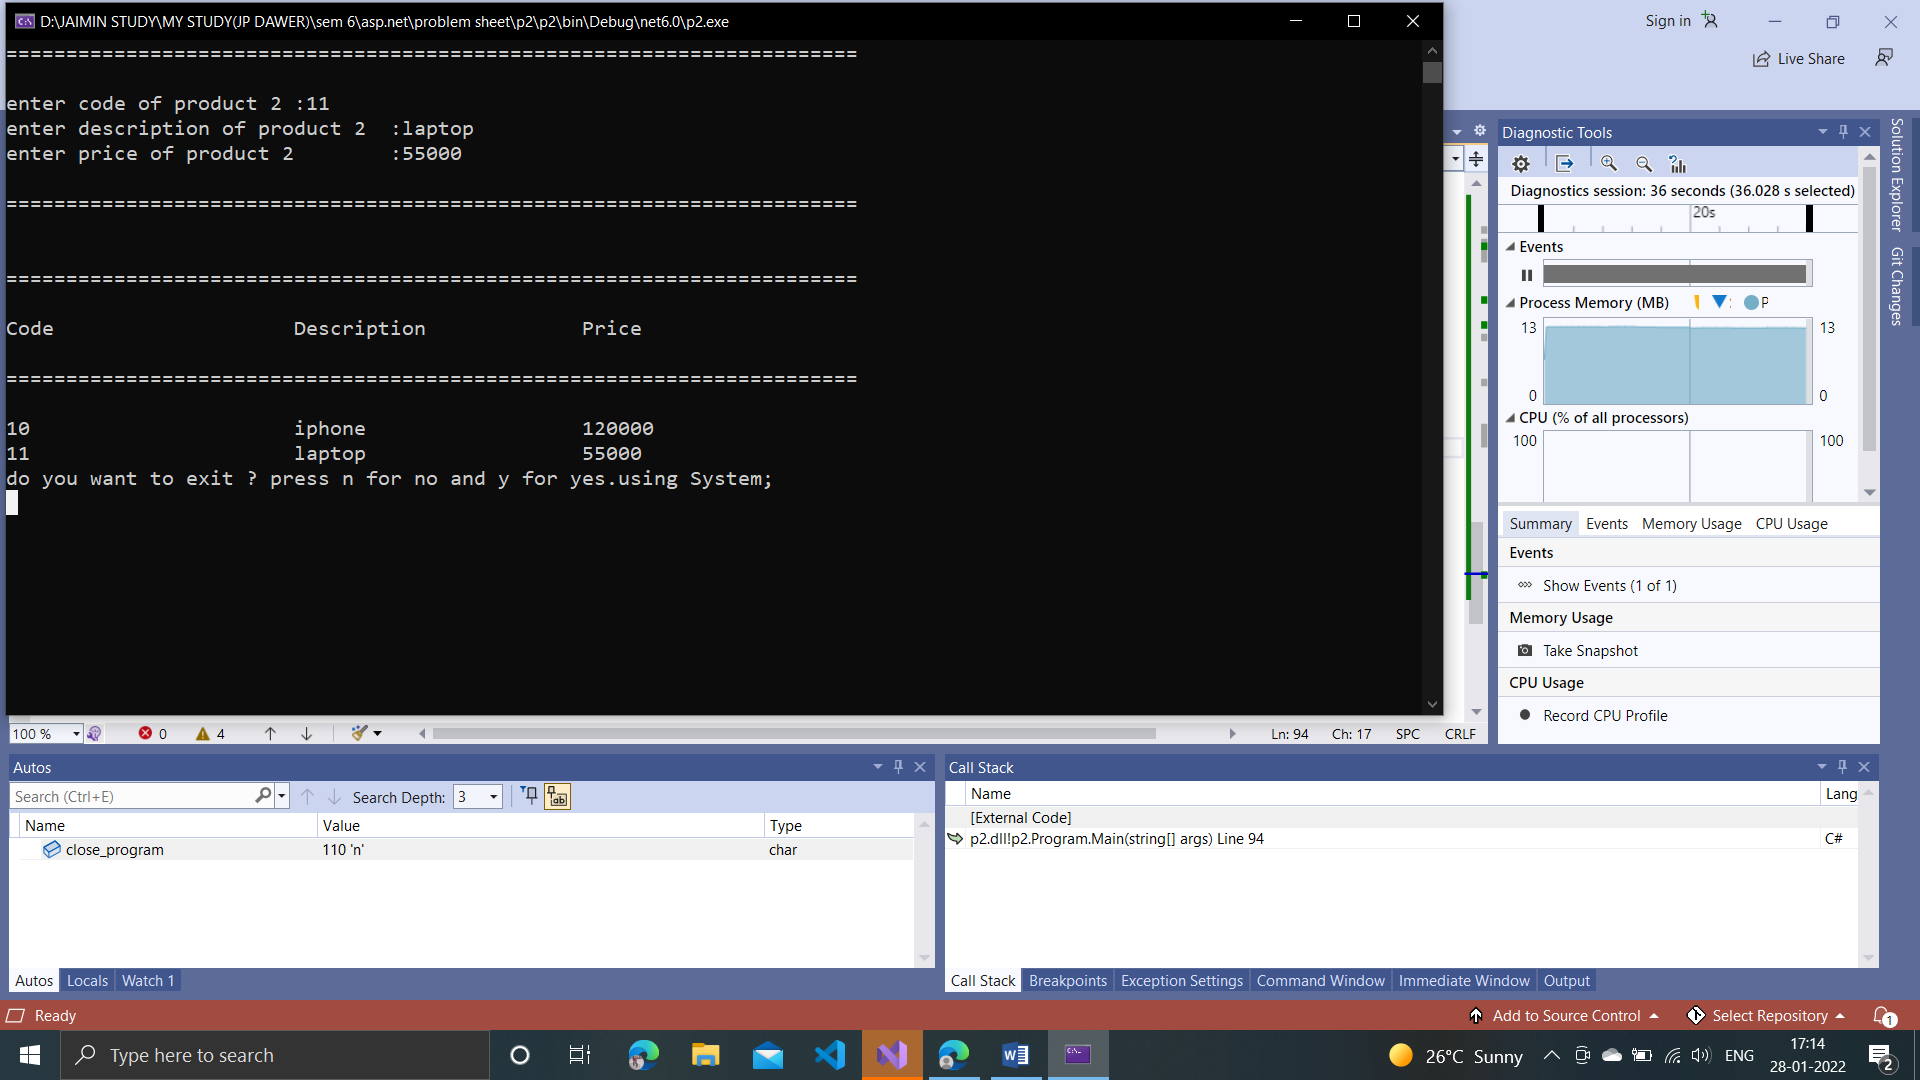 D:\JAIMIN STUDY\MY STUDY(JP DAWER)\sem 6\asp.net\problem sheet\p2\p2\bin\Debug\net6.0\p2.exe
Sign in
Live Share
=======================================================================
enter code of product 2 :11
enter description of product 2  :laptop
enter price of product 2        :55000
=======================================================================
=======================================================================
Code                    Description             Price
=======================================================================
10                      iphone                  120000
11                      laptop                  55000
do you want to exit ? press n for no and y for yes.using System;
Diagnostic Tools
Diagnostics session: 36 seconds (36.028 s selected)
20s
Events
Process Memory (MB)
P
13
13
0
0
CPU (% of all processors)
100
100
Summary
Events
Memory Usage
CPU Usage
Events
Show Events (1 of 1)
Memory Usage
Take Snapshot
CPU Usage
Record CPU Profile
Solution Explorer
Git Changes
100 %
0
4
Ln: 94
Ch: 17
SPC
CRLF
Autos
Search (Ctrl+E)
Search Depth:
3
Name
Value
Type
close_program
110 'n'
char
Autos
Locals
Watch 1
Call Stack
Name
Lang
[External Code]
p2.dll!p2.Program.Main(string[] args) Line 94
C#
Call Stack
Breakpoints
Exception Settings
Command Window
Immediate Window
Output
Ready
Add to Source Control
Select Repository
1
Type here to search
26°C Sunny
ENG
17:14
28-01-2022
2